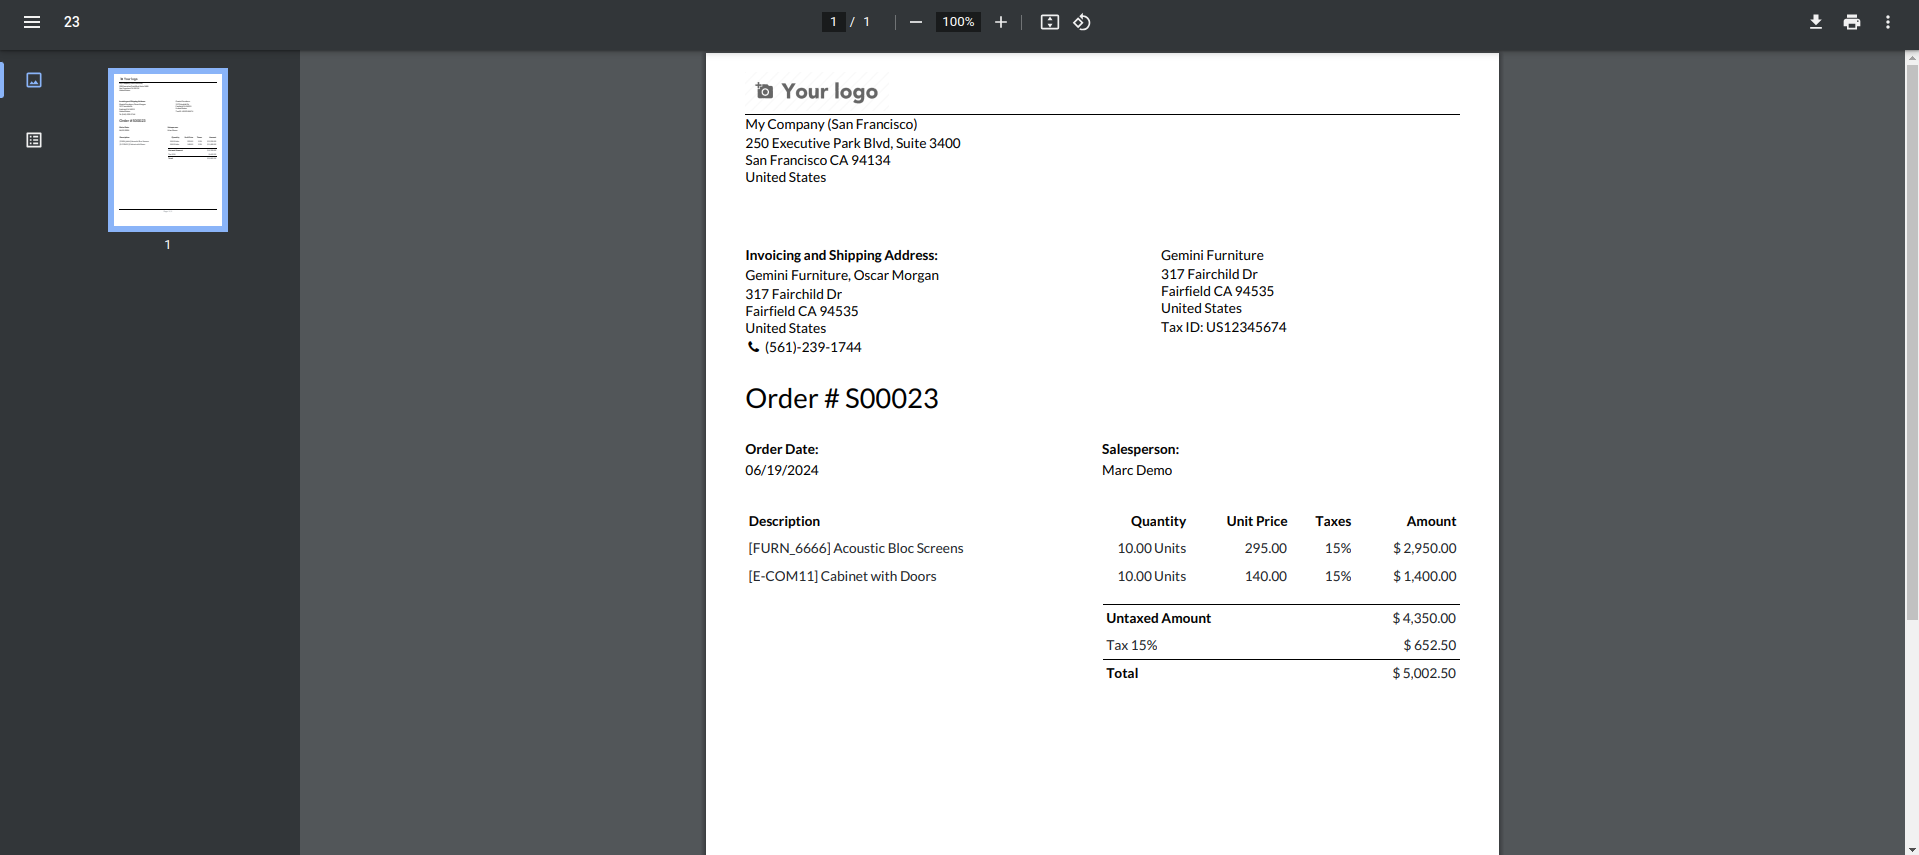 23
1 / 1
100%
1
Your logo
My Company (San Francisco)
250 Executive Park Blvd, Suite 3400
San Francisco CA 94134
United States
Invoicing and Shipping Address:
Gemini Furniture, Oscar Morgan
317 Fairchild Dr
Fairfield CA 94535
United States
(561)-239-1744
Gemini Furniture
317 Fairchild Dr
Fairfield CA 94535
United States
Tax ID: US12345674
Order # S00023
Order Date:
06/19/2024
Salesperson:
Marc Demo
Description Quantity Unit Price Taxes Amount
[FURN_6666] Acoustic Bloc Screens 10.00 Units 295.00 15% $ 2,950.00
[E-COM11] Cabinet with Doors 10.00 Units 140.00 15% $ 1,400.00
Untaxed Amount $ 4,350.00
Tax 15% $ 652.50
Total $ 5,002.50